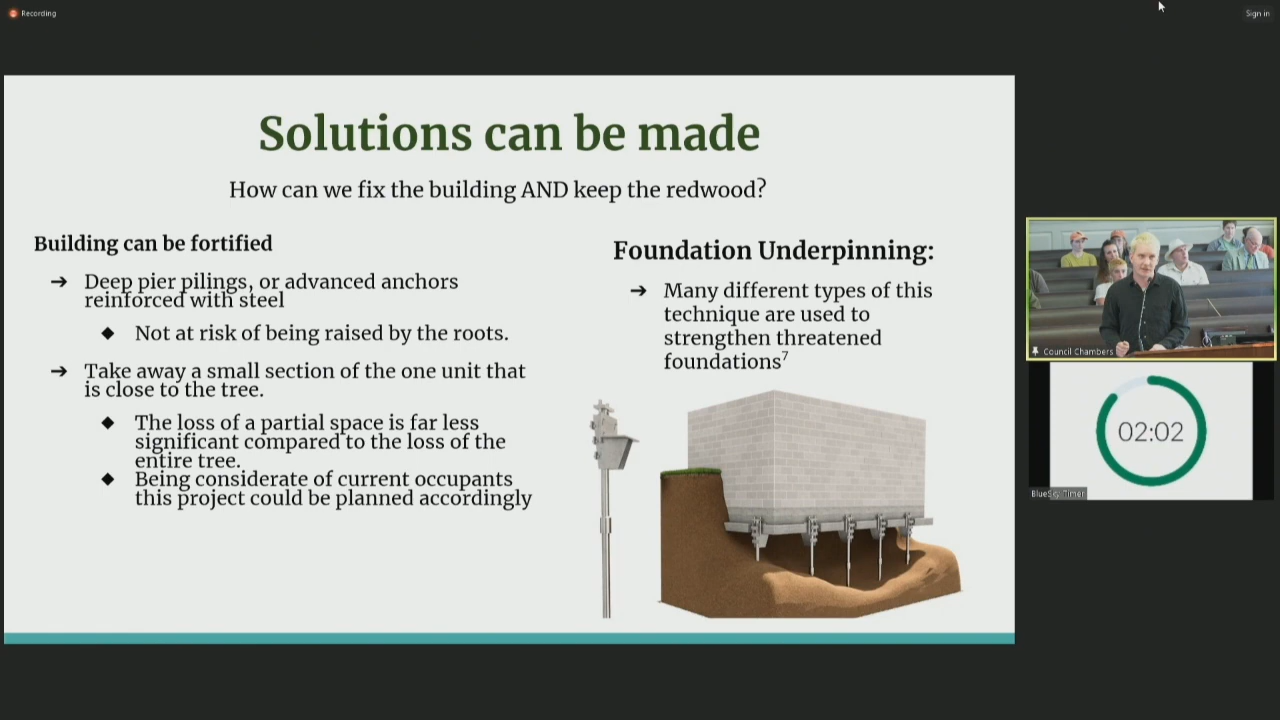 Recording
Sign in
Solutions can be made
How can we fix the building AND keep the redwood?
Building can be fortified
➔ Deep pier pilings, or advanced anchors
reinforced with steel
◆ Not at risk of being raised by the roots.
➔ Take away a small section of the one unit that
is close to the tree.
◆ The loss of a partial space is far less
significant compared to the loss of the
entire tree.
◆ Being considerate of current occupants
this project could be planned accordingly
Foundation Underpinning:
➔ Many different types of this
technique are used to
strengthen threatened
foundations⁷
Council Chambers
02:02
BlueSky Timer